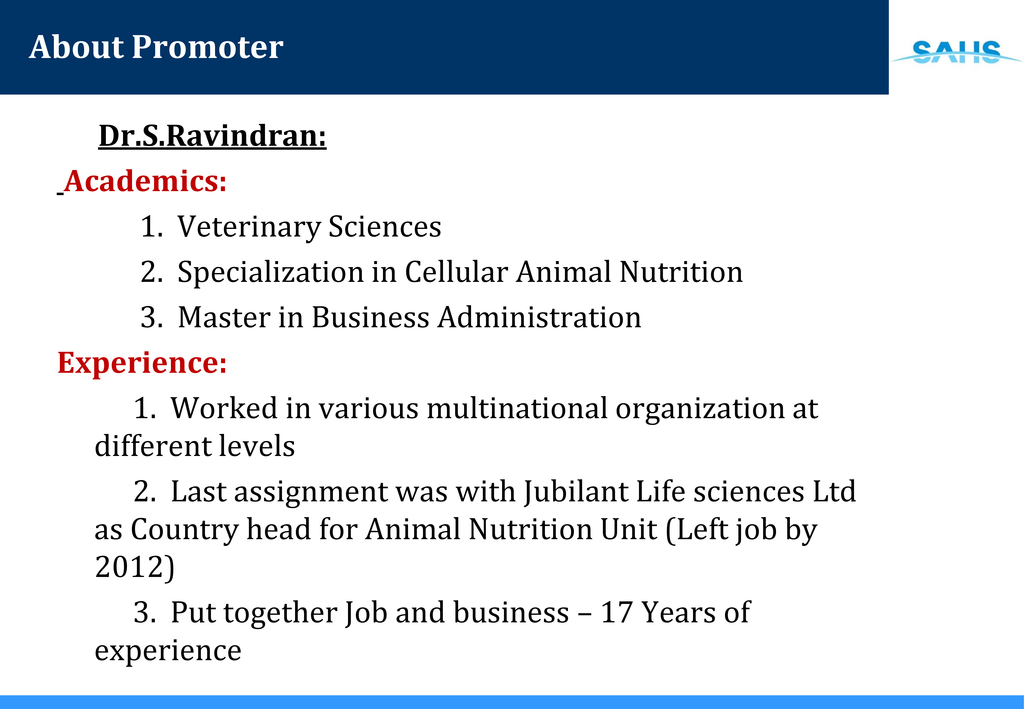 About Promoter
SAHS
Dr.S.Ravindran:
Academics:
1. Veterinary Sciences
2. Specialization in Cellular Animal Nutrition
3. Master in Business Administration
Experience:
1. Worked in various multinational organization at
different levels
2. Last assignment was with Jubilant Life sciences Ltd
as Country head for Animal Nutrition Unit (Left job by
2012)
3. Put together Job and business – 17 Years of
experience